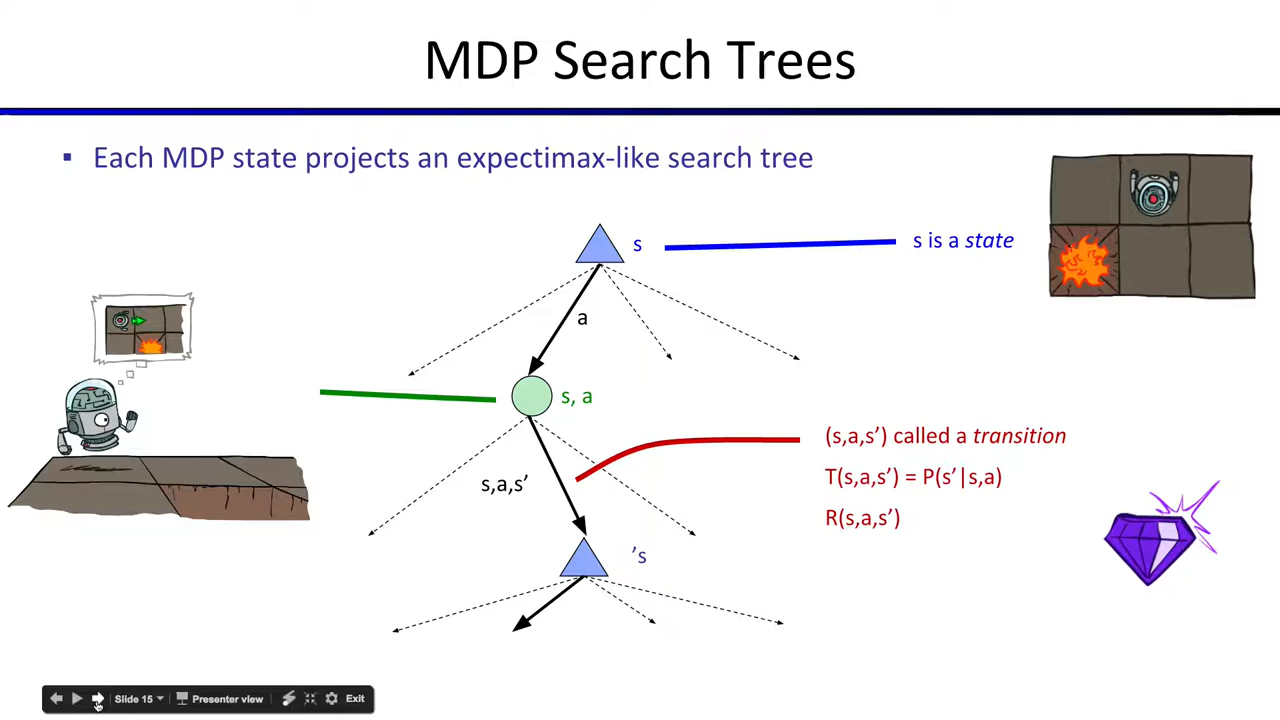 MDP Search Trees
▪ Each MDP state projects an expectimax-like search tree
s
s is a state
a
s, a
(s,a,s’) called a transition
s,a,s’
T(s,a,s’) = P(s’|s,a)
R(s,a,s’)
’s
Slide 15
Presenter view
Exit